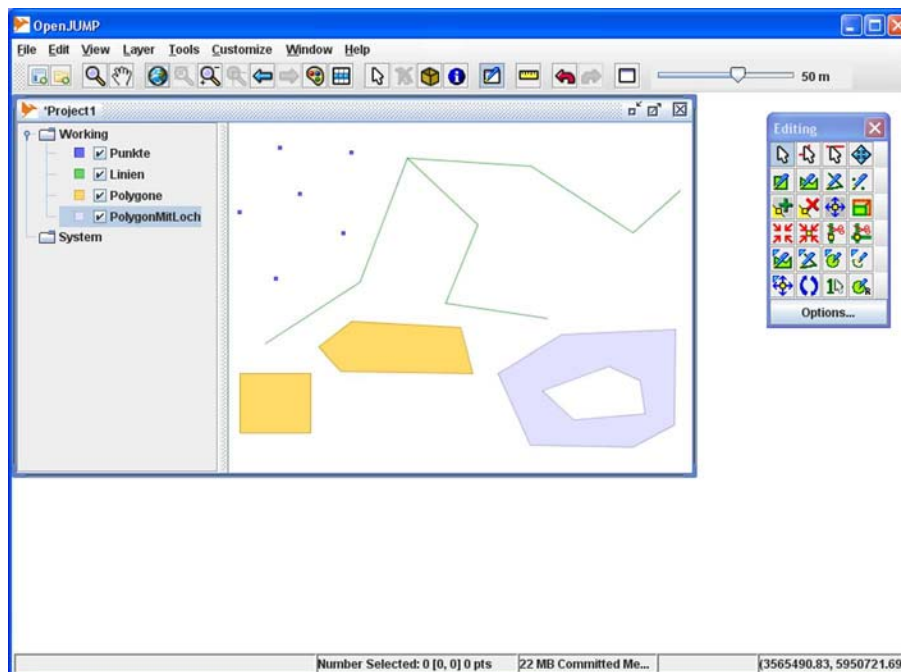 OpenJUMP
File Edit View Layer Tools Customize Window Help
50 m
*Project1
Working
Punkte
Linien
Polygone
PolygonMitLoch
System
Editing
Options...
Number Selected: 0 [0, 0] 0 pts
22 MB Committed Me...
(3565490.83, 5950721.69